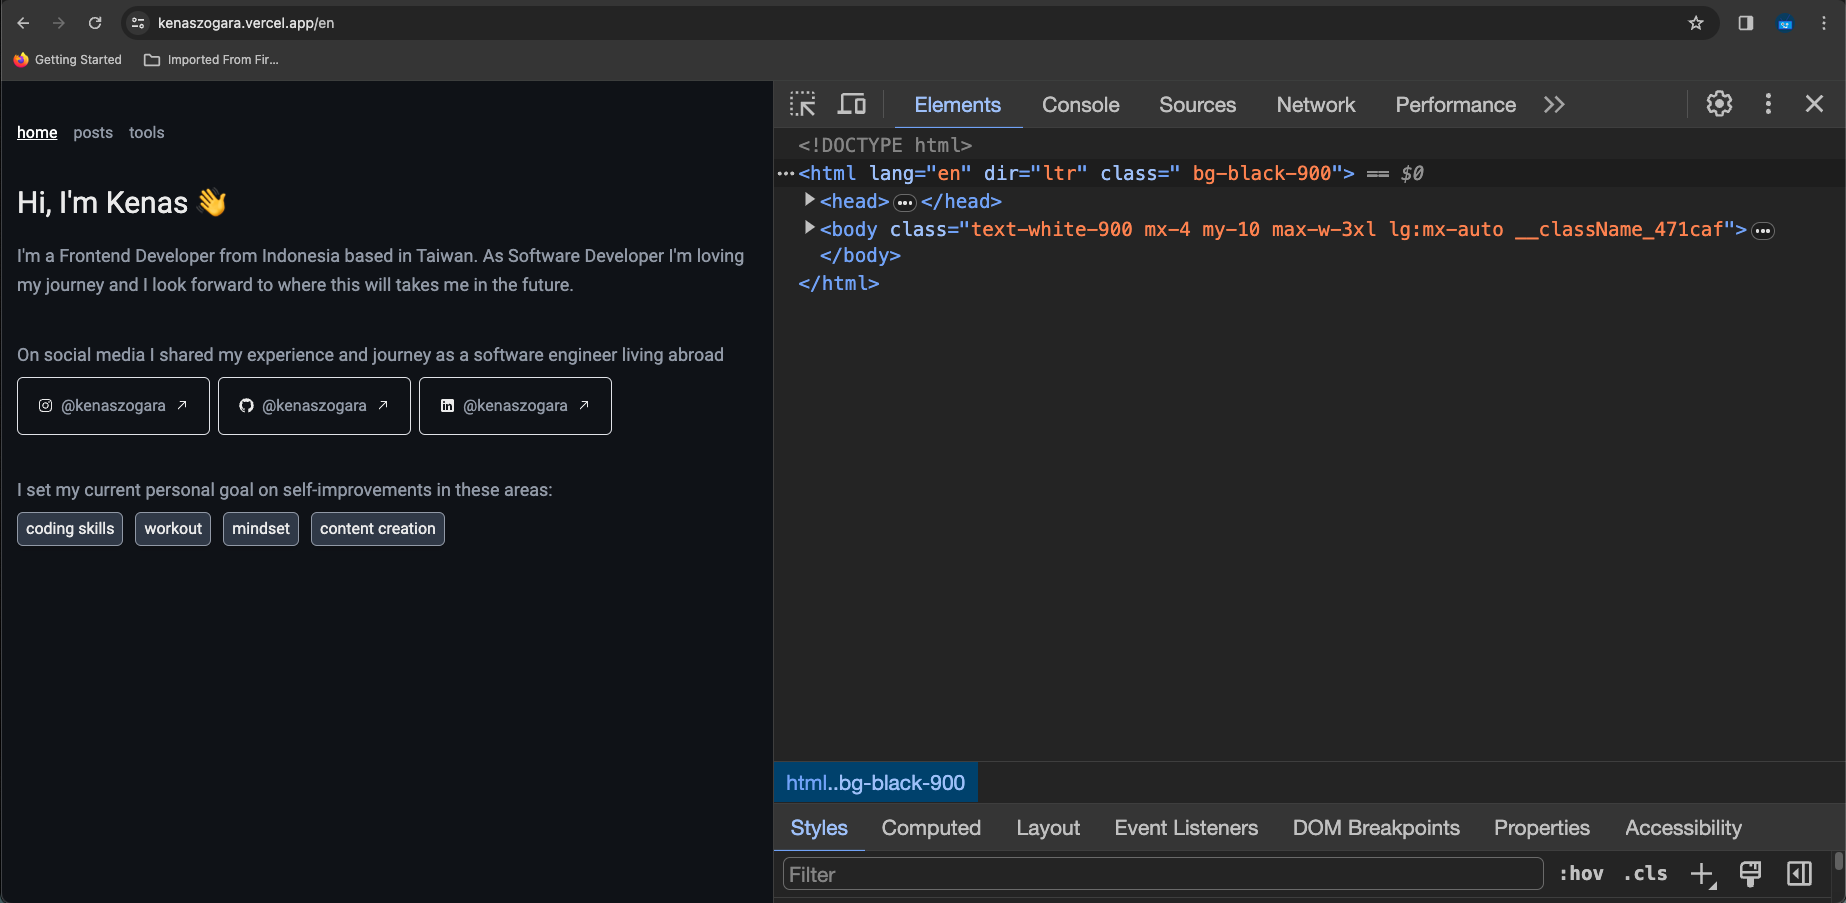 kenaszogara.vercel.app/en
Getting Started Imported From Fir...
home posts tools
Hi, I'm Kenas 👋
I'm a Frontend Developer from Indonesia based in Taiwan. As Software Developer I'm loving
my journey and I look forward to where this will takes me in the future.
On social media I shared my experience and journey as a software engineer living abroad
@kenaszogara @kenaszogara @kenaszogara
I set my current personal goal on self-improvements in these areas:
coding skills workout mindset content creation
Elements Console Sources Network Performance
<!DOCTYPE html>
<html lang="en" dir="ltr" class=" bg-black-900"> == $0
<head>…</head>
<body class="text-white-900 mx-4 my-10 max-w-3xl lg:mx-auto __className_471caf">…
</body>
</html>
html..bg-black-900
Styles Computed Layout Event Listeners DOM Breakpoints Properties Accessibility
Filter :hov .cls